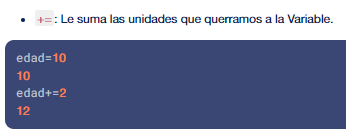 +=: Le suma las unidades que querramos a la Variable.
edad=10
10
edad+=2
12